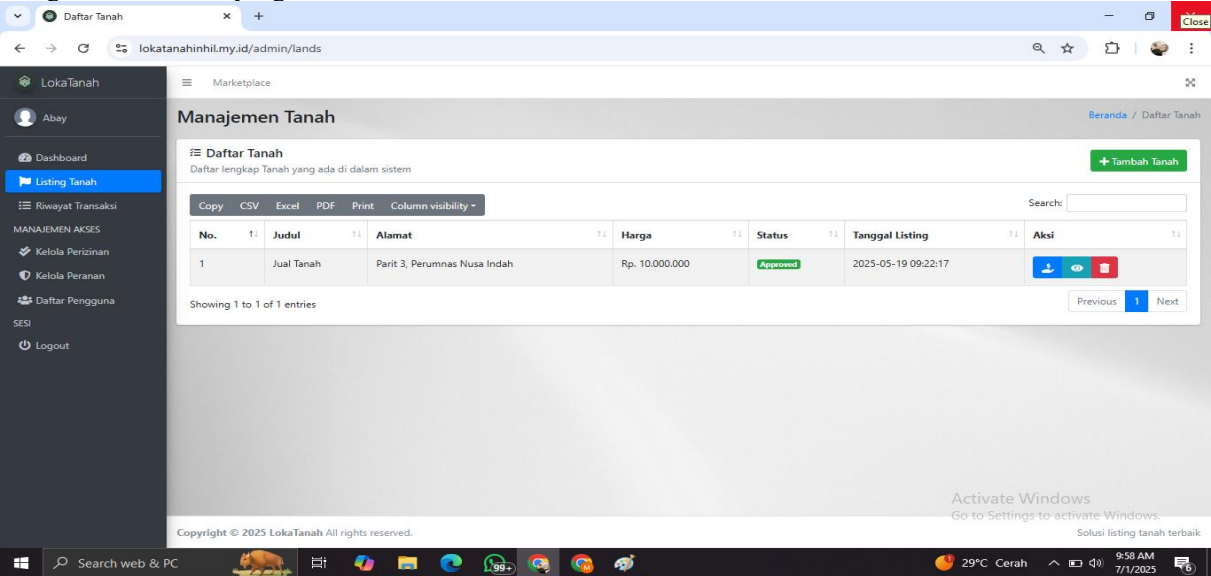 Daftar Tanah
Close
lokatanahinhil.my.id/admin/lands
LokaTanah
Marketplace
Abay
Manajemen Tanah
Beranda / Daftar Tanah
Dashboard
Listing Tanah
Riwayat Transaksi
MANAJEMEN AKSES
Kelola Perizinan
Kelola Peranan
Daftar Pengguna
SESI
Logout
Daftar Tanah
Daftar lengkap Tanah yang ada di dalam sistem
+ Tambah Tanah
Copy CSV Excel PDF Print Column visibility
Search:
No. Judul Alamat Harga Status Tanggal Listing Aksi
1 Jual Tanah Parit 3, Perumnas Nusa Indah Rp. 10.000.000 Approved 2025-05-19 09:22:17
Showing 1 to 1 of 1 entries
Previous 1 Next
Activate Windows
Go to Settings to activate Windows.
Copyright © 2025 LokaTanah All rights reserved.
Solusi listing tanah terbaik
Search web & PC
99+
29°C Cerah
9:58 AM
7/1/2025
6